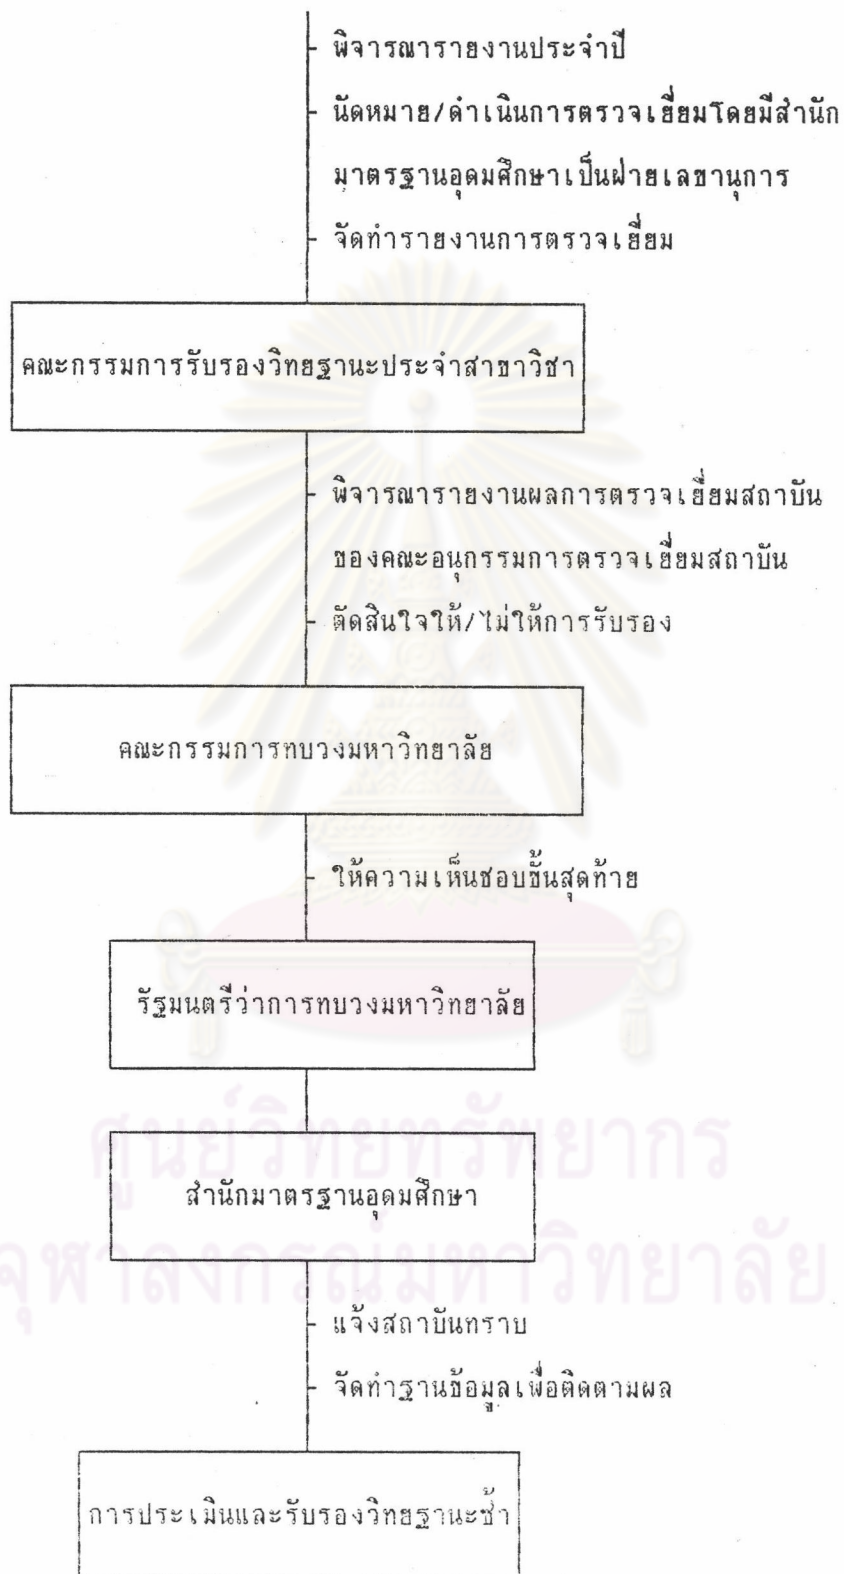 - พิจารณารายงานประจำปี
- นัดหมาย/ดำเนินการตรวจเยี่ยมโดยมีสำนัก
มาตรฐานอุดมศึกษาเป็นฝ่ายเลขานุการ
- จัดทำรายงานการตรวจเยี่ยม
คณะกรรมการรับรองวิทยฐานะประจำสาขาวิชา
- พิจารณารายงานผลการตรวจเยี่ยมสถาบัน
ของคณะอนุกรรมการตรวจเยี่ยมสถาบัน
- ตัดสินใจให้/ไม่ให้การรับรอง
คณะกรรมการทบวงมหาวิทยาลัย
- ให้ความเห็นชอบขั้นสุดท้าย
รัฐมนตรีว่าการทบวงมหาวิทยาลัย
ศูนย์วิทยทรัพยากร
สำนักมาตรฐานอุดมศึกษา
จุฬาลงกรณ์มหาวิทยาลัย
- แจ้งสถาบันทราบ
- จัดทำฐานข้อมูลเพื่อติดตามผล
การประเมินและรับรองวิทยฐานะซ้ำ